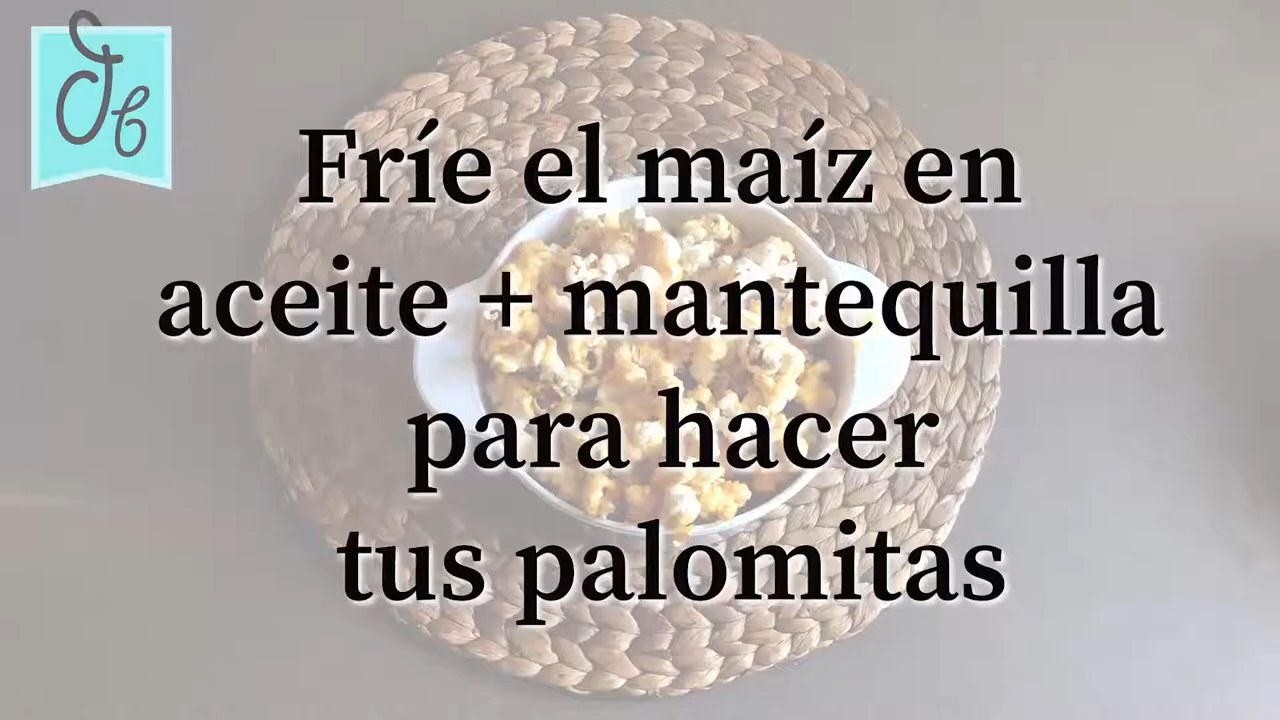 Fríe el maíz en
aceite + mantequilla
para hacer
tus palomitas